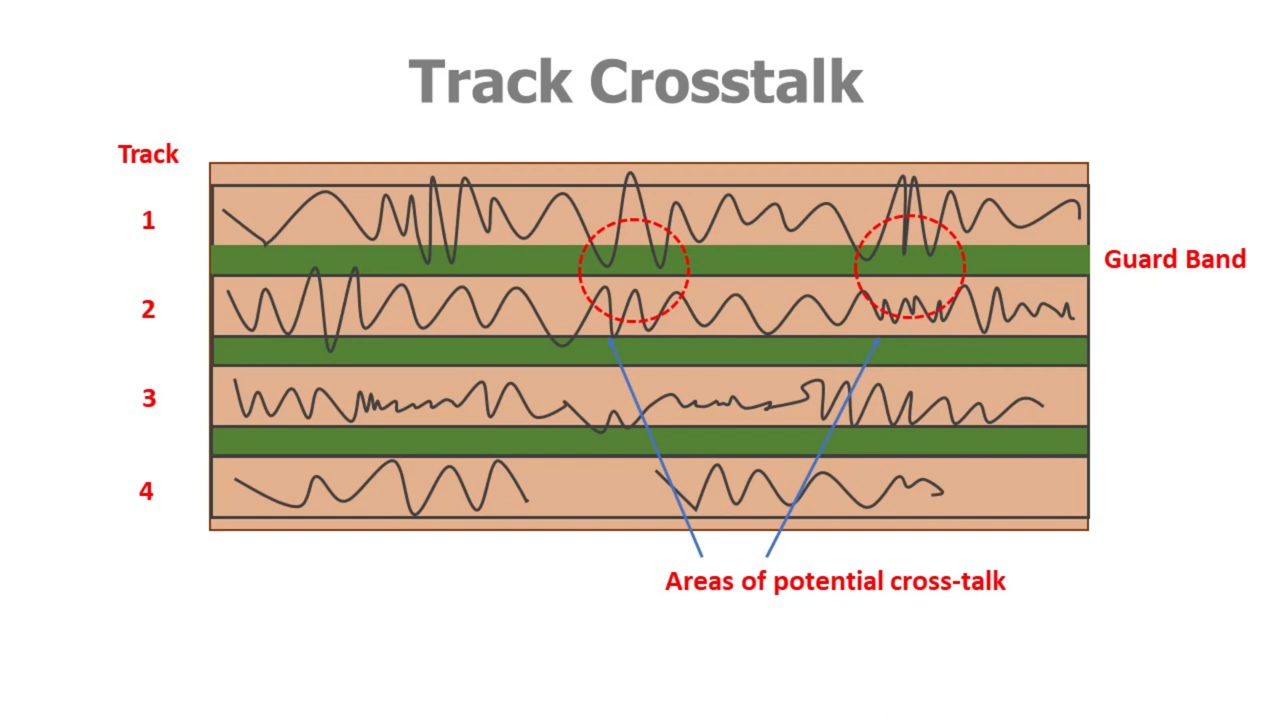 Track Crosstalk
Track
1
Guard Band
2
3
4
Areas of potential cross-talk